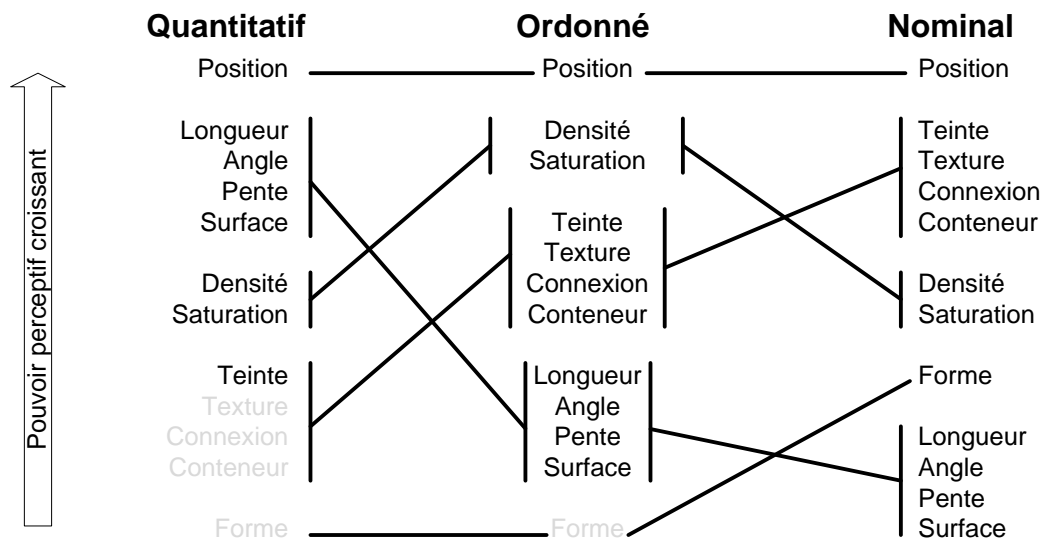 Quantitatif
Ordonné
Nominal
Pouvoir perceptif croissant
Position
Longueur
Angle
Pente
Surface
Densité
Saturation
Teinte
Texture
Connexion
Conteneur
Forme
Position
Densité
Saturation
Teinte
Texture
Connexion
Conteneur
Longueur
Angle
Pente
Surface
Forme
Position
Teinte
Texture
Connexion
Conteneur
Densité
Saturation
Forme
Longueur
Angle
Pente
Surface